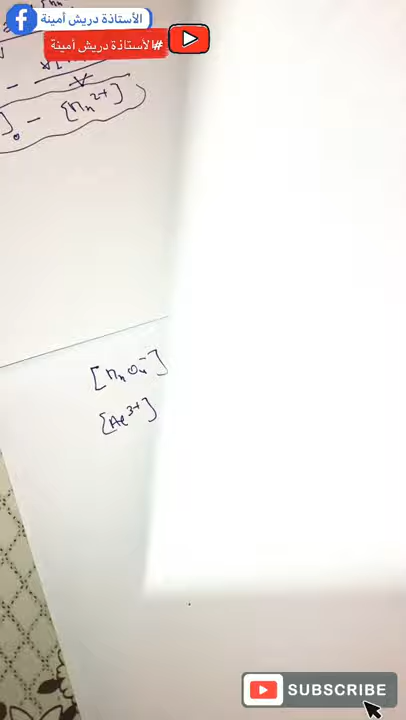 الأستاذة دريش أمينة
#الأستاذة دريش أمينة
- [Mn²⁺]
[MnO₄⁻]
[Al³⁺]
SUBSCRIBE